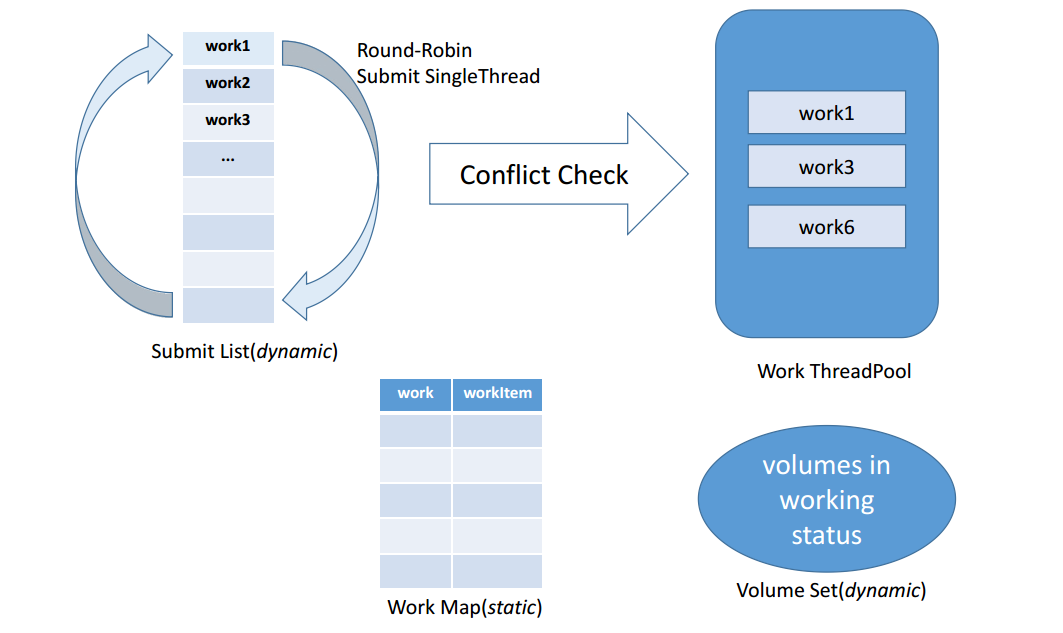 work1
work2
work3
...
Round-Robin
Submit SingleThread
Submit List(dynamic)
Conflict Check
work1
work3
work6
Work ThreadPool
work workItem
Work Map(static)
volumes in
working
status
Volume Set(dynamic)